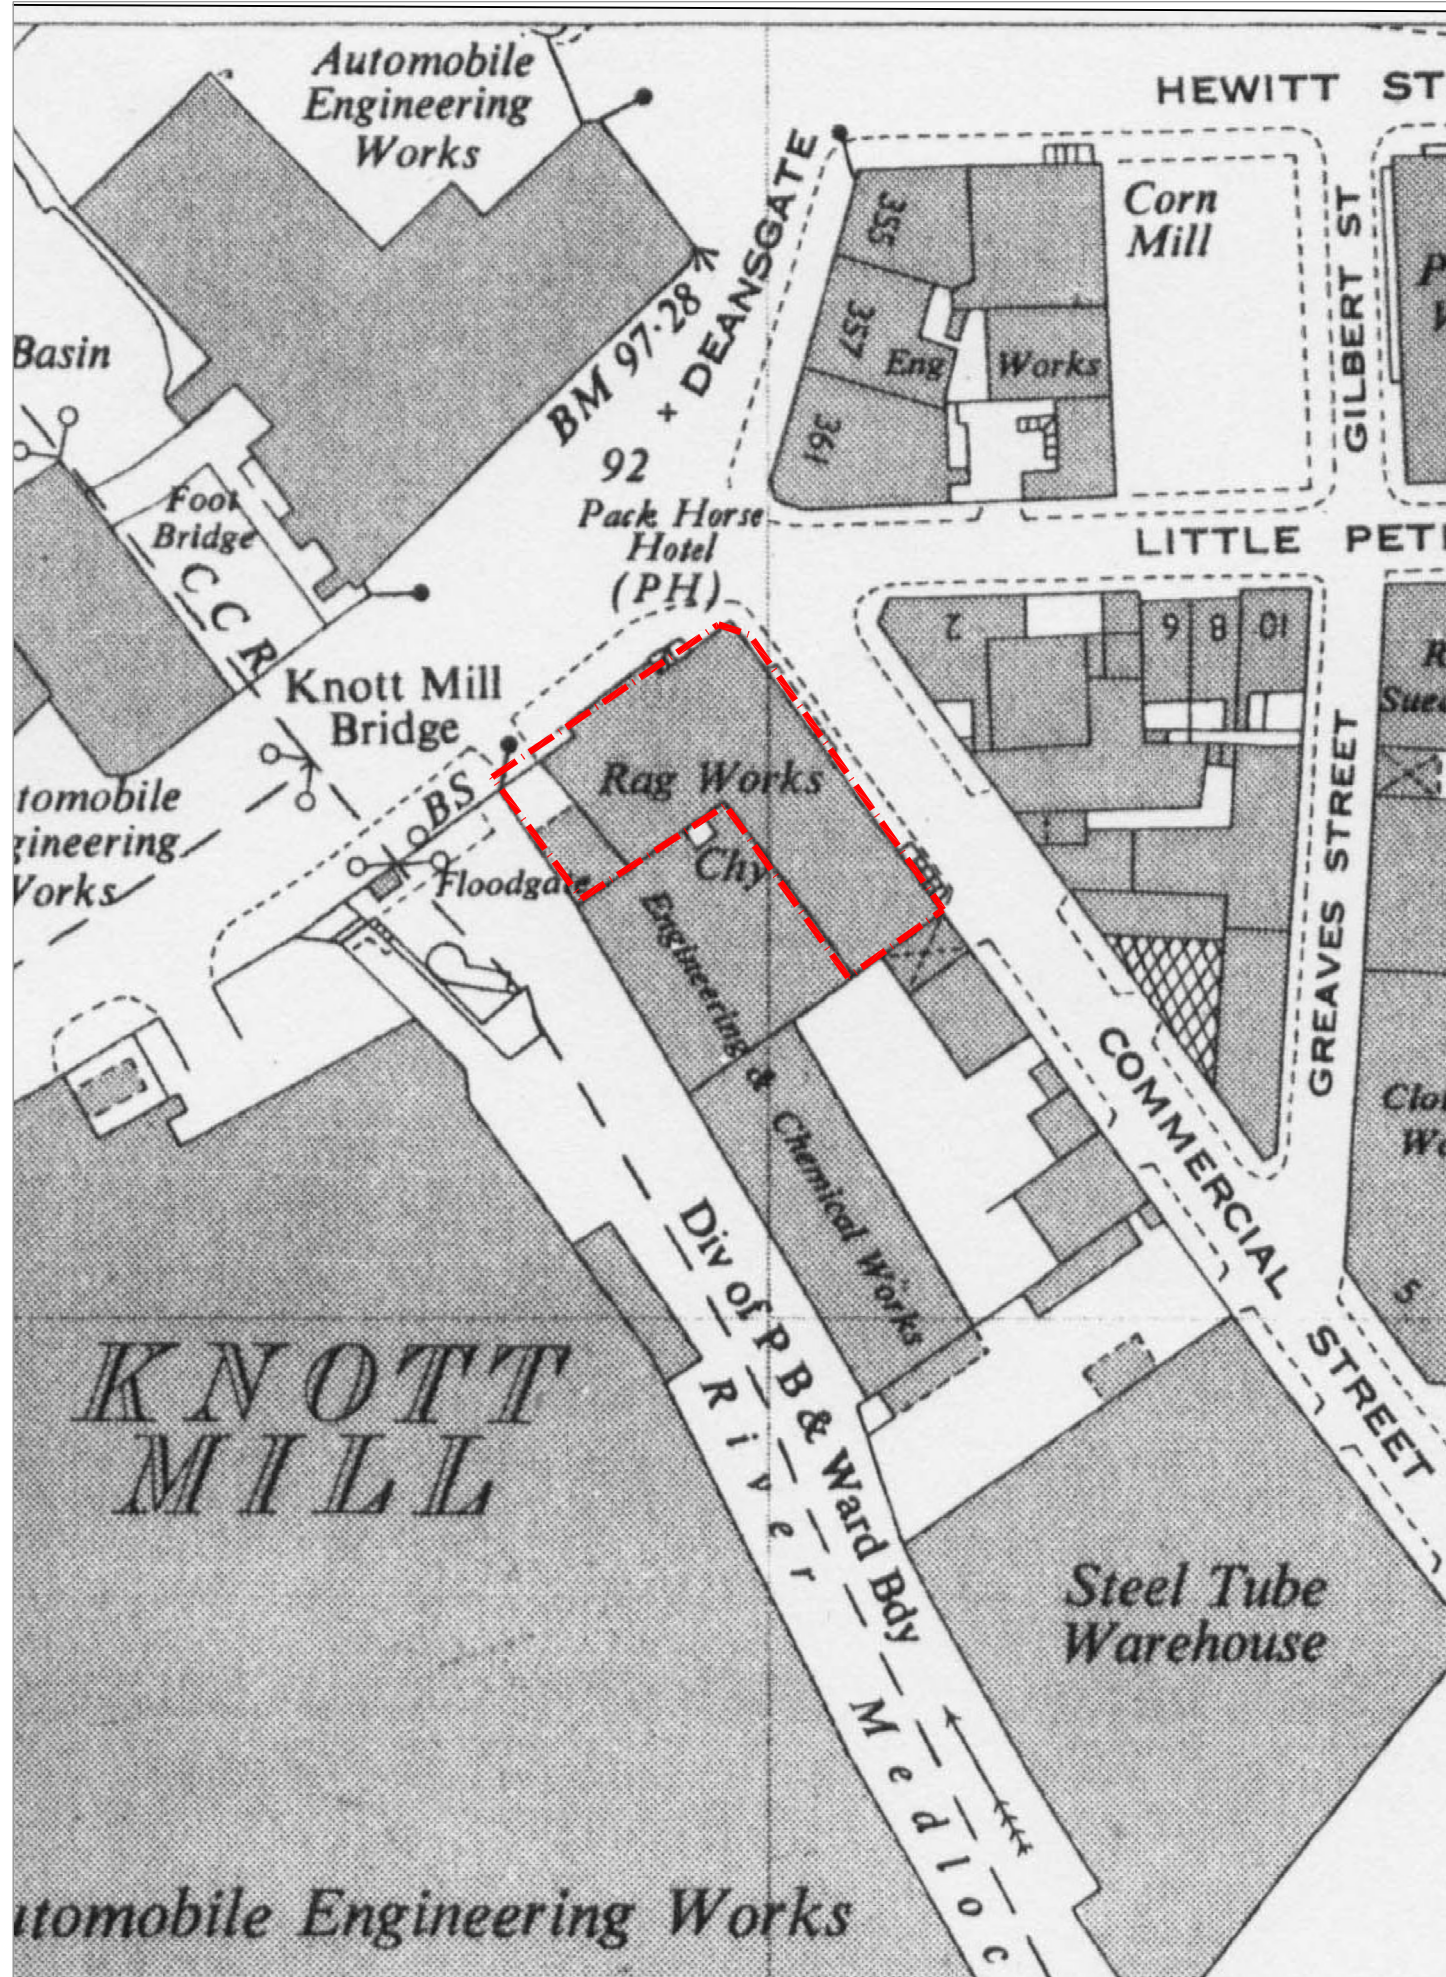 Automobile
Engineering
Works
HEWITT ST
DEANSGATE
355
Corn
Mill
GILBERT ST
357
Eng Works
361
Basin
BM 97·28
92
Foot
Bridge
CCR
Pack Horse
Hotel
(PH)
LITTLE PET
2
6
8
10
Knott Mill
Bridge
BS
Rag Works
Chy
Floodgate
tomobile
gineering
Works
Engineering & Chemical Works
GREAVES STREET
COMMERCIAL STREET
5
Div of P B & Ward Bdy
River Medloc
KNOTT
MILL
Steel Tube
Warehouse
utomobile Engineering Works